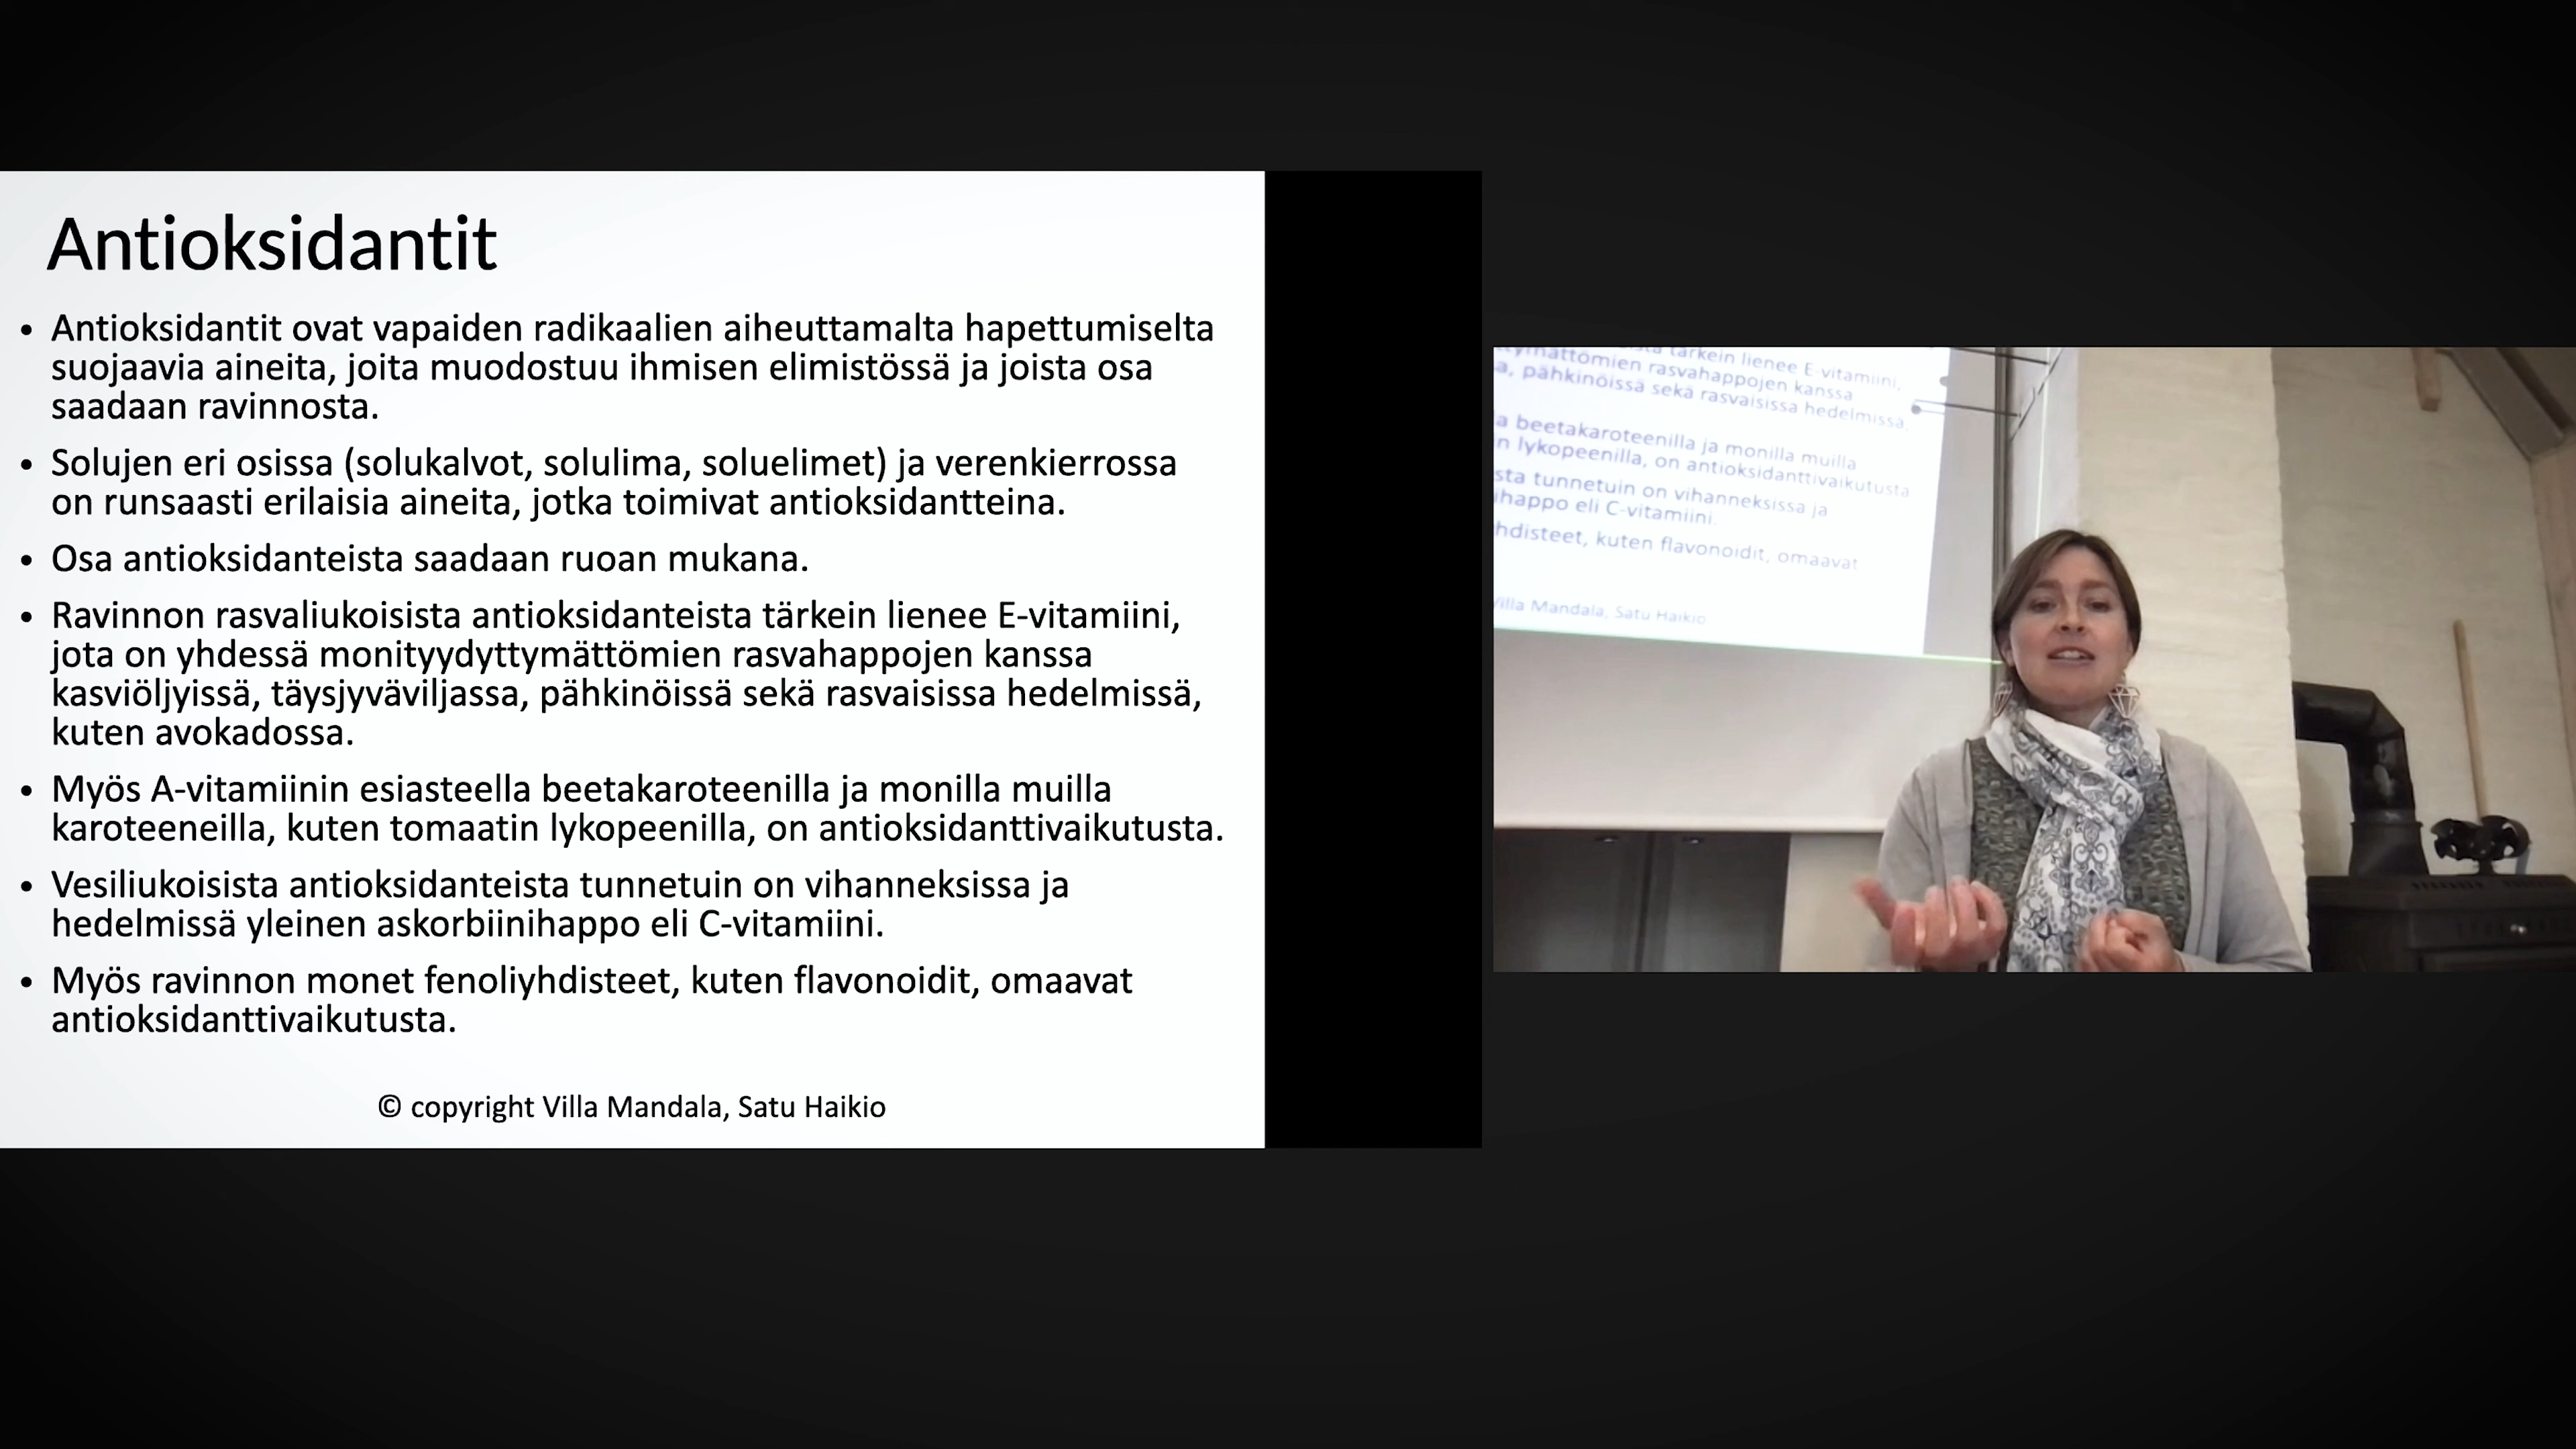 Antioksidantit
• Antioksidantit ovat vapaiden radikaalien aiheuttamalta hapettumiselta
suojaavia aineita, joita muodostuu ihmisen elimistössä ja joista osa
saadaan ravinnosta.
• Solujen eri osissa (solukalvot, solulima, soluelimet) ja verenkierrossa
on runsaasti erilaisia aineita, jotka toimivat antioksidantteina.
• Osa antioksidanteista saadaan ruoan mukana.
• Ravinnon rasvaliukoisista antioksidanteista tärkein lienee E-vitamiini,
jota on yhdessä monityydyttymättömien rasvahappojen kanssa
kasviöljyissä, täysjyväviljassa, pähkinöissä sekä rasvaisissa hedelmissä,
kuten avokadossa.
• Myös A-vitamiinin esiasteella beetakaroteenilla ja monilla muilla
karoteeneilla, kuten tomaatin lykopeenilla, on antioksidanttivaikutusta.
• Vesiliukoisista antioksidanteista tunnetuin on vihanneksissa ja
hedelmissä yleinen askorbiinihappo eli C-vitamiini.
• Myös ravinnon monet fenoliyhdisteet, kuten flavonoidit, omaavat
antioksidanttivaikutusta.
© copyright Villa Mandala, Satu Haikio
tärkein lienee E-vitamiini,
rasvahappojen kanssa
pähkinöissä sekä rasvaisissa hedelmissä,
beetakaroteenilla ja monilla muilla
lykopeenilla, on antioksidanttivaikutusta
tunnetuin on vihanneksissa ja
eli C-vitamiini.
kuten flavonoidit, omaavat
Villa Mandala, Satu Haikio